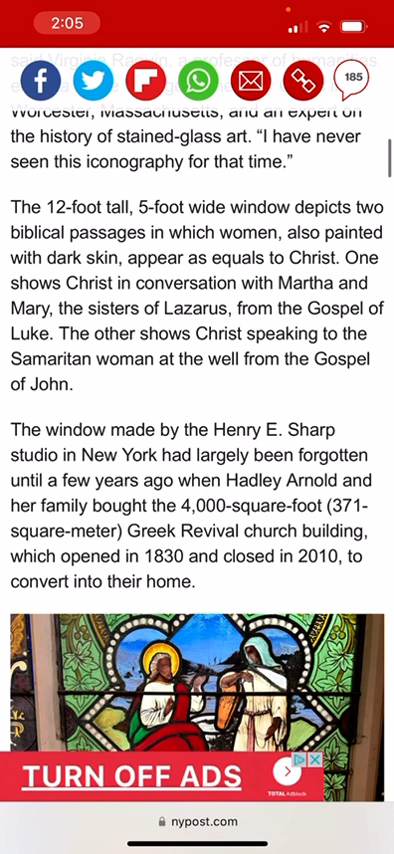 2:05
said Virginia Raguin, a professor of humanities
185
Worcester, Massachusetts, and an expert on
the history of stained-glass art. “I have never
seen this iconography for that time.”
The 12-foot tall, 5-foot wide window depicts two
biblical passages in which women, also painted
with dark skin, appear as equals to Christ. One
shows Christ in conversation with Martha and
Mary, the sisters of Lazarus, from the Gospel of
Luke. The other shows Christ speaking to the
Samaritan woman at the well from the Gospel
of John.
The window made by the Henry E. Sharp
studio in New York had largely been forgotten
until a few years ago when Hadley Arnold and
her family bought the 4,000-square-foot (371-
square-meter) Greek Revival church building,
which opened in 1830 and closed in 2010, to
convert into their home.
TURN OFF ADS
TOTAL Adblock
nypost.com